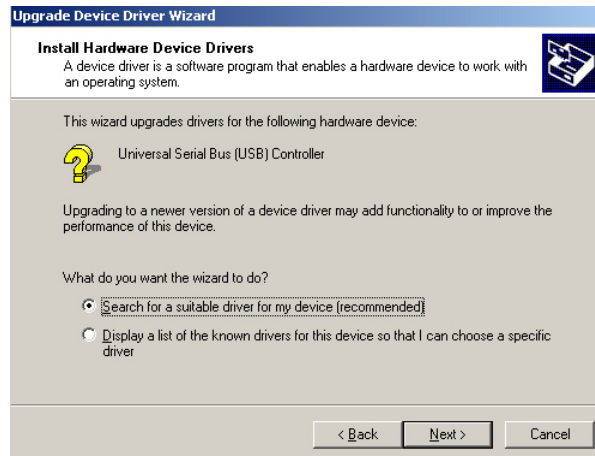 Upgrade Device Driver Wizard
Install Hardware Device Drivers
A device driver is a software program that enables a hardware device to work with
an operating system.
This wizard upgrades drivers for the following hardware device:
Universal Serial Bus (USB) Controller
Upgrading to a newer version of a device driver may add functionality to or improve the
performance of this device.
What do you want the wizard to do?
Search for a suitable driver for my device (recommended)
Display a list of the known drivers for this device so that I can choose a specific
driver
< Back Next > Cancel